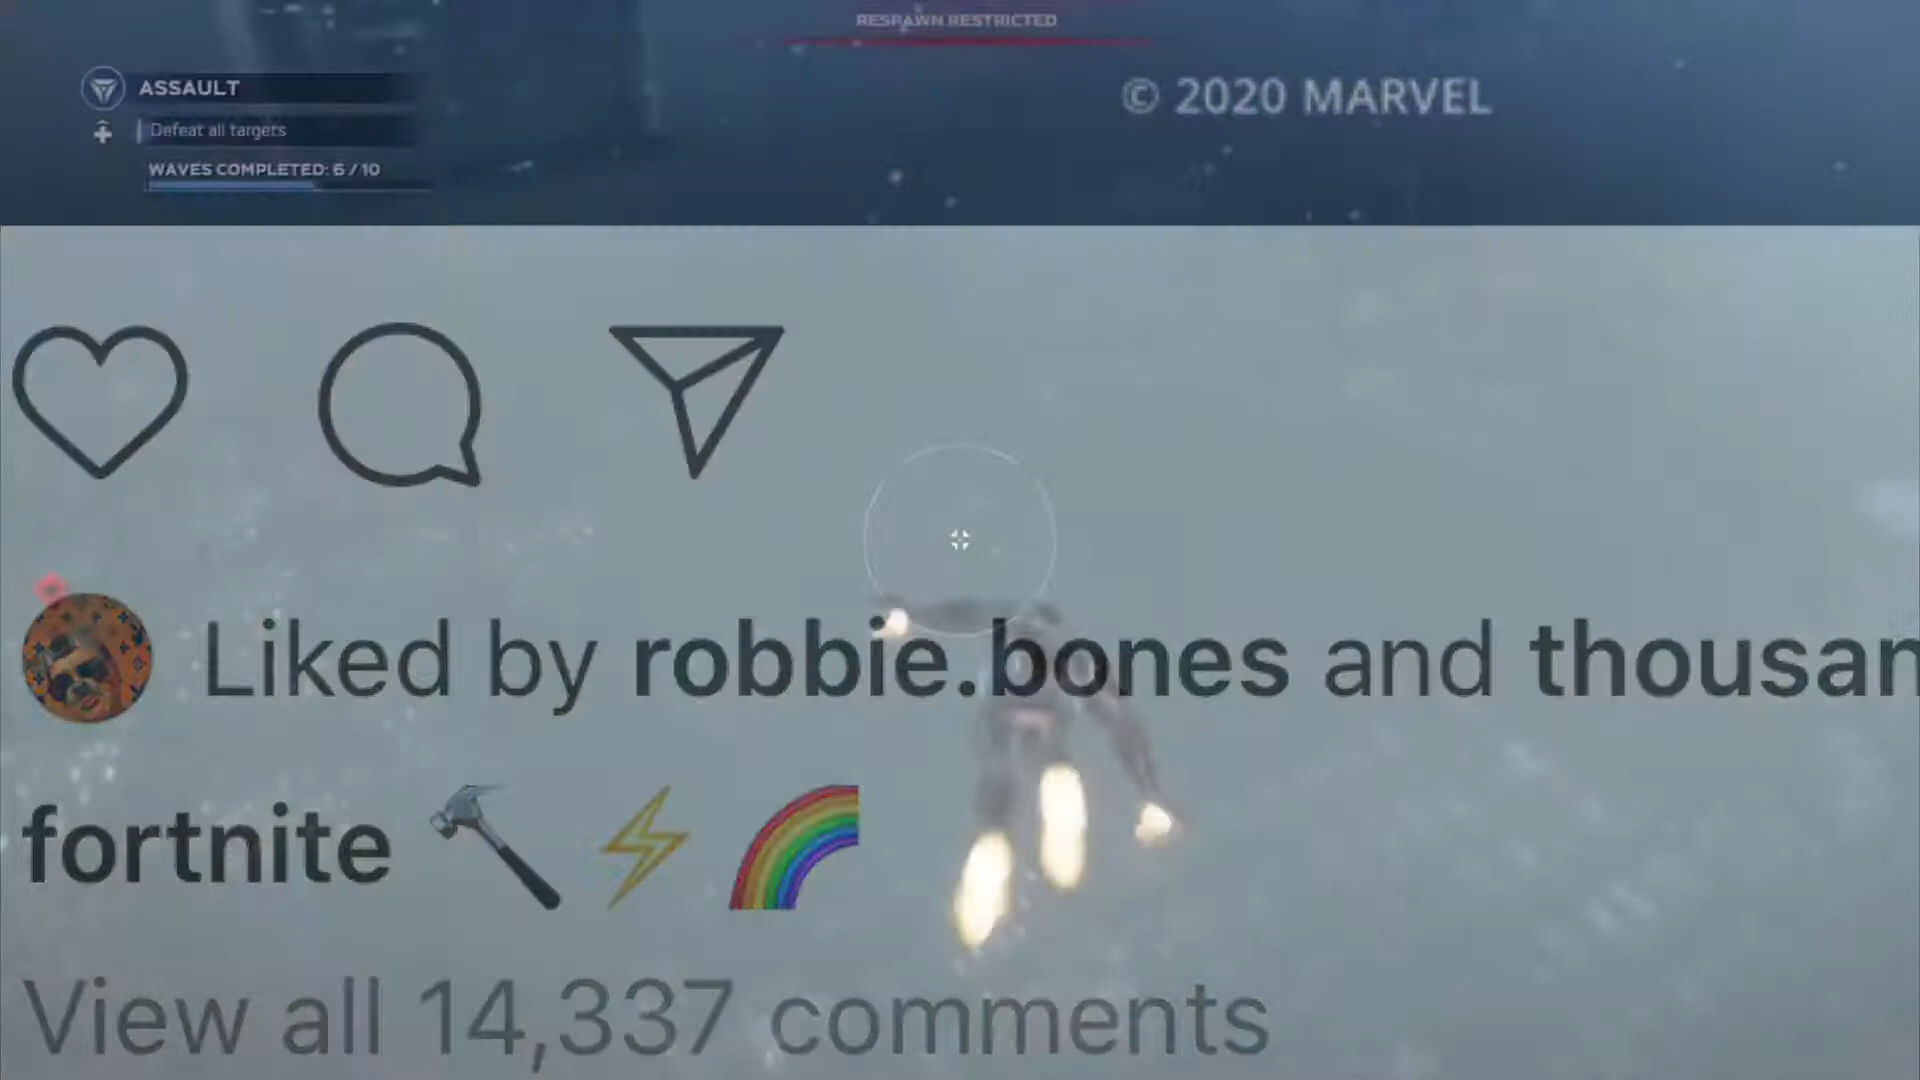 RESPAWN RESTRICTED
ASSAULT
© 2020 MARVEL
Defeat all targets
WAVES COMPLETED: 6 / 10
Liked by robbie.bones and thousan
fortnite 🔨⚡🌈
View all 14,337 comments